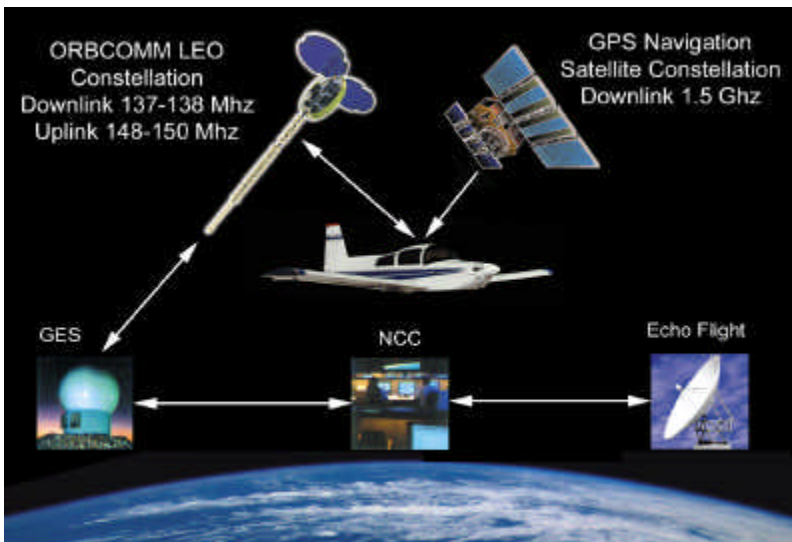 ORBCOMM LEO
Constellation
Downlink 137-138 Mhz
Uplink 148-150 Mhz
GPS Navigation
Satellite Constellation
Downlink 1.5 Ghz
GES
NCC
Echo Flight